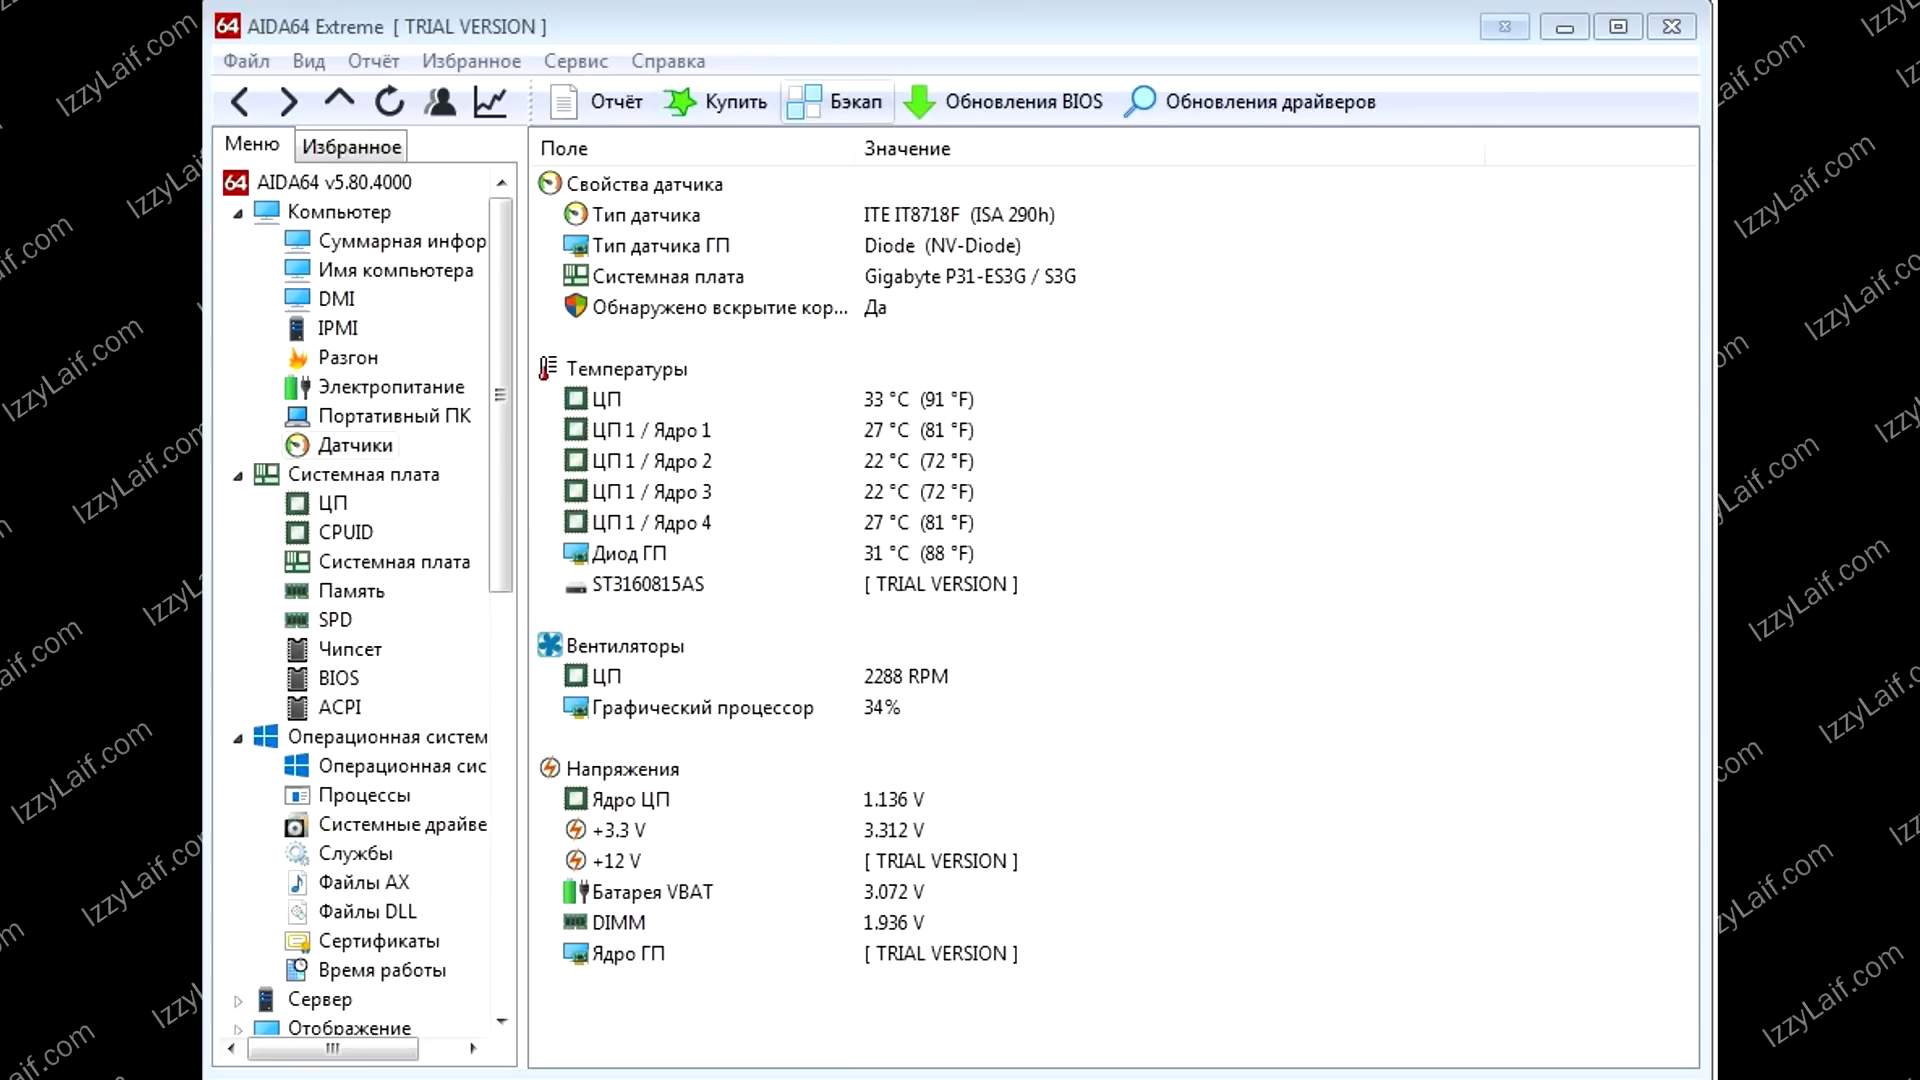 AIDA64 Extreme [ TRIAL VERSION ]
Файл Вид Отчёт Избранное Сервис Справка
Отчёт Купить Бэкап Обновления BIOS Обновления драйверов
Меню Избранное
64 AIDA64 v5.80.4000
Компьютер
Суммарная инфор
Имя компьютера
DMI
IPMI
Разгон
Электропитание
Портативный ПК
Датчики
Системная плата
ЦП
CPUID
Системная плата
Память
SPD
Чипсет
BIOS
ACPI
Операционная систем
Операционная сис
Процессы
Системные драйве
Службы
Файлы AX
Файлы DLL
Сертификаты
Время работы
Сервер
Отображение
Поле Значение
Свойства датчика
Тип датчика ITE IT8718F (ISA 290h)
Тип датчика ГП Diode (NV-Diode)
Системная плата Gigabyte P31-ES3G / S3G
Обнаружено вскрытие кор... Да
Температуры
ЦП 33 °C (91 °F)
ЦП 1 / Ядро 1 27 °C (81 °F)
ЦП 1 / Ядро 2 22 °C (72 °F)
ЦП 1 / Ядро 3 22 °C (72 °F)
ЦП 1 / Ядро 4 27 °C (81 °F)
Диод ГП 31 °C (88 °F)
ST3160815AS [ TRIAL VERSION ]
Вентиляторы
ЦП 2288 RPM
Графический процессор 34%
Напряжения
Ядро ЦП 1.136 V
+3.3 V 3.312 V
+12 V [ TRIAL VERSION ]
Батарея VBAT 3.072 V
DIMM 1.936 V
Ядро ГП [ TRIAL VERSION ]
IzzyLaif.com